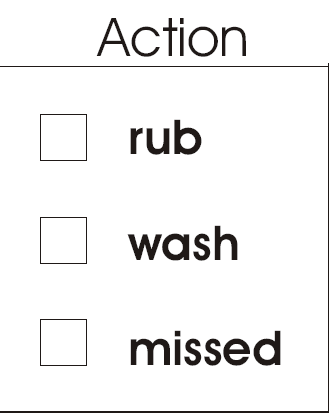 Action
rub
wash
missed